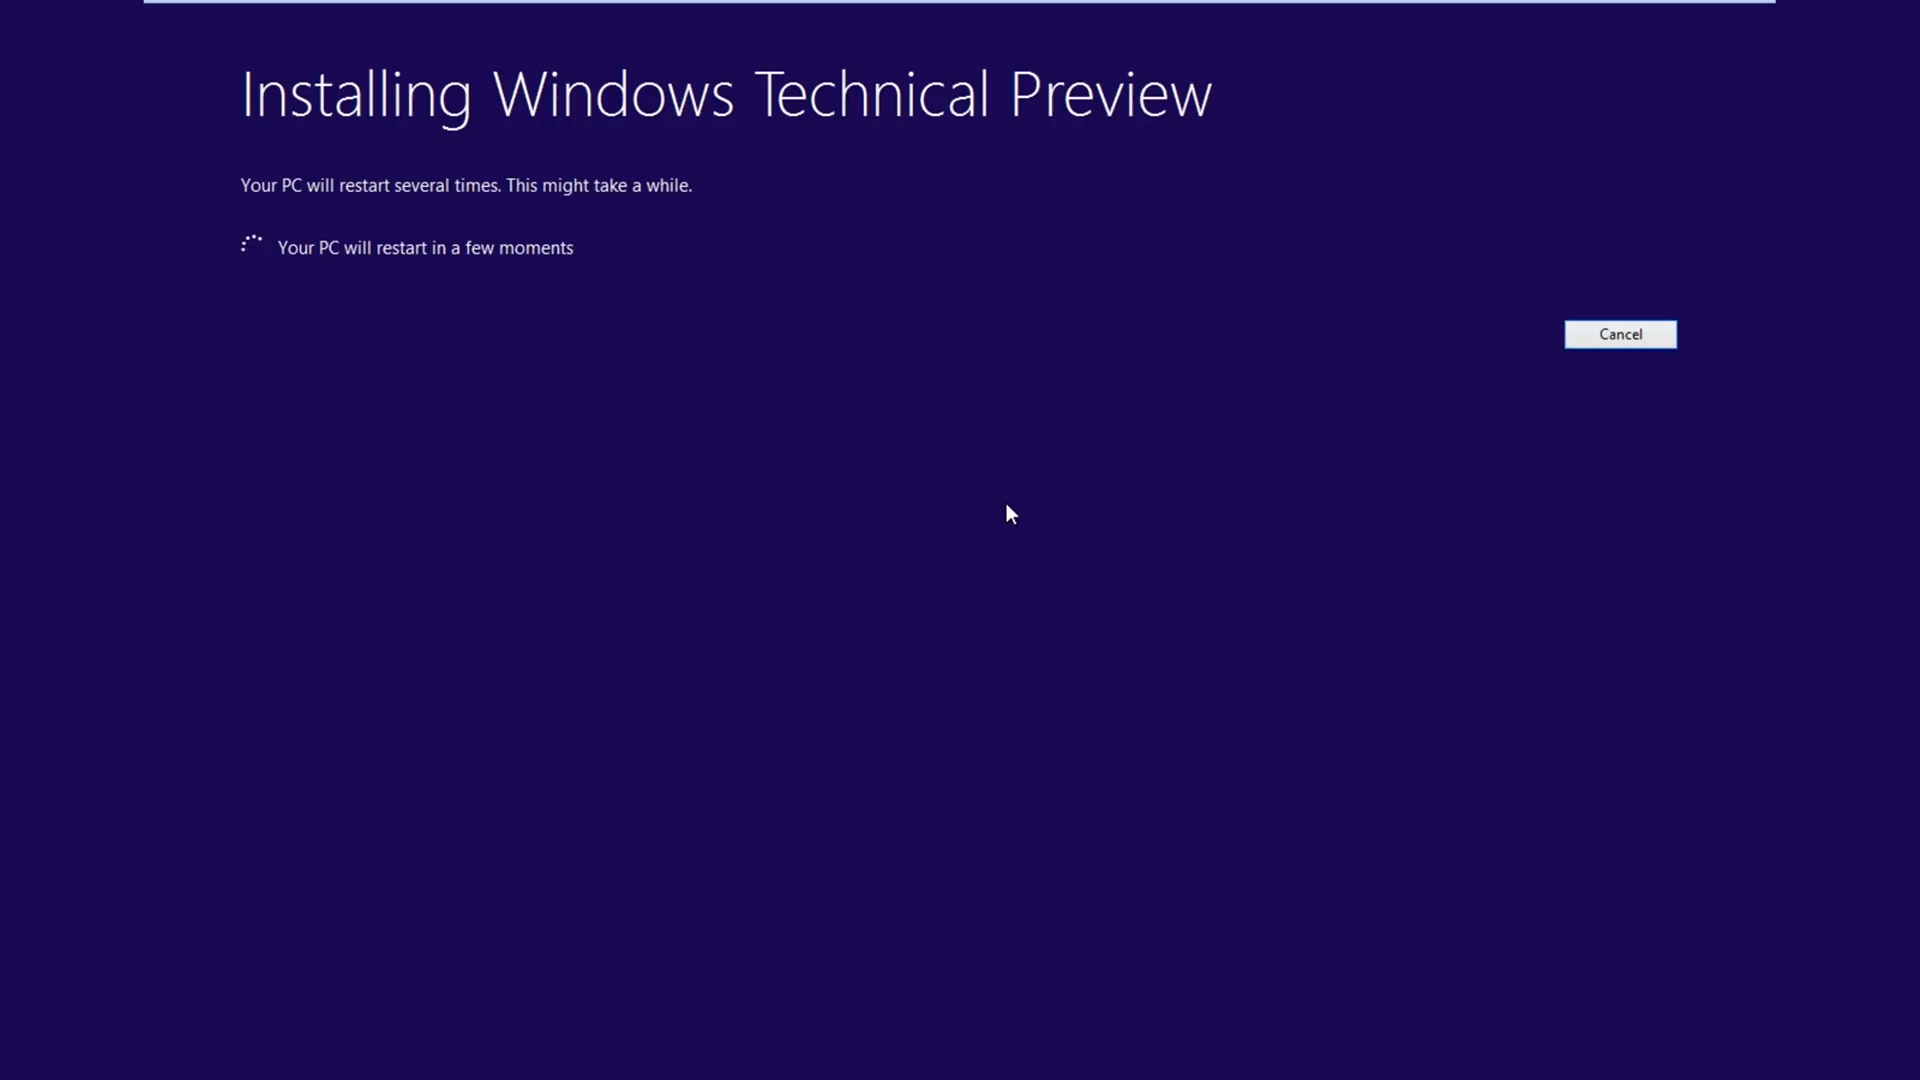 Installing Windows Technical Preview
Your PC will restart several times. This might take a while.
Your PC will restart in a few moments
Cancel